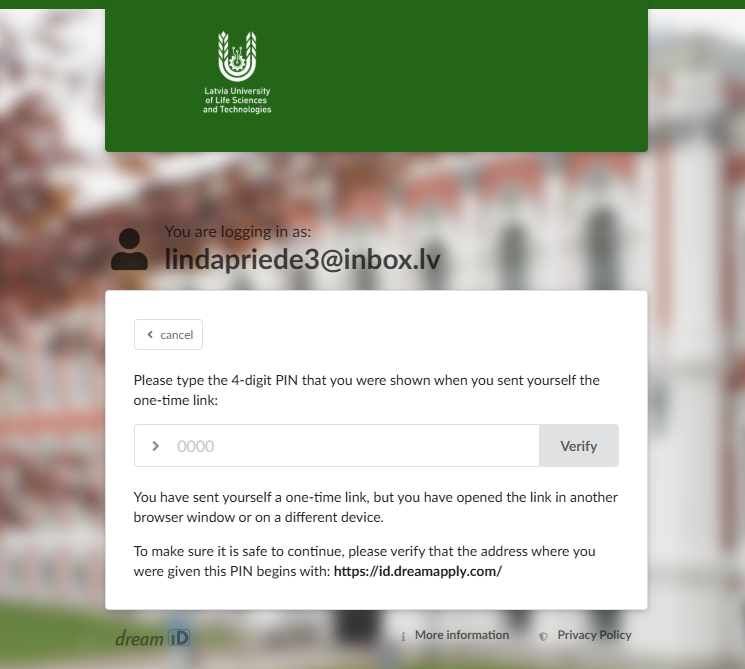 Latvia University
of Life Sciences
and Technologies
You are logging in as:
lindapriede3@inbox.lv
cancel
Please type the 4-digit PIN that you were shown when you sent yourself the
one-time link:
0000
Verify
You have sent yourself a one-time link, but you have opened the link in another
browser window or on a different device.
To make sure it is safe to continue, please verify that the address where you
were given this PIN begins with: https://id.dreamapply.com/
dream iD
More information
Privacy Policy